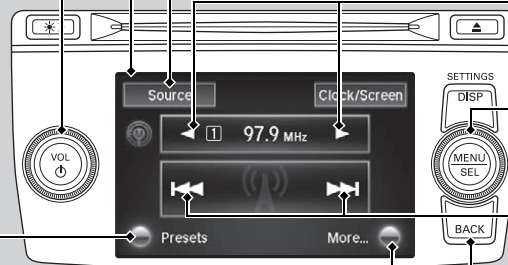 SETTINGS
DISP
Source
Clock/Screen
1 97.9 MHz
VOL
MENU
SEL
Presets
More...
BACK